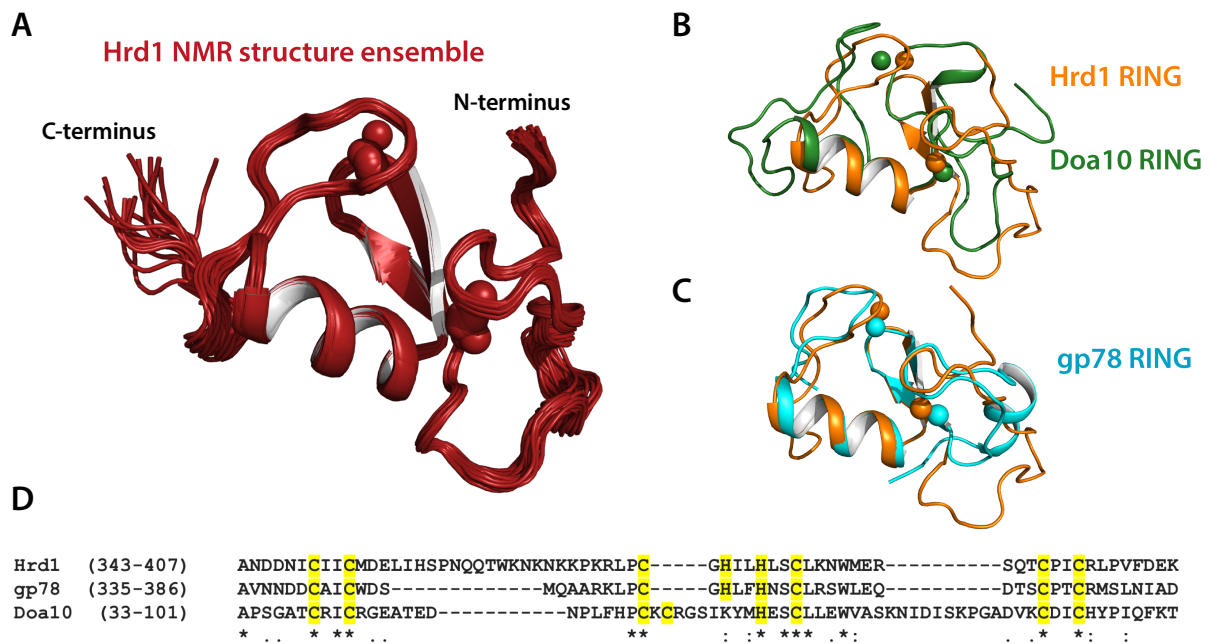 A
Hrd1 NMR structure ensemble
C-terminus
N-terminus
B
Hrd1 RING
Doa10 RING
C
gp78 RING
D
Hrd1 (343-407) ANDDNICIICMDELIHSPNQQTWKNKNKKPKRLPC-----GHILHLSCLKNWMER----------SQTCPICRLPVFDEK
gp78 (335-386) AVNNDDCAICWDS-------------MQAARKLPC-----GHLFHNSCLRSWLEQ----------DTSCPTCRMSLNIAD
Doa10 (33-101) APSGATCRICRGEATED-----------NPLFHPCKCRGSIKYMHESCLLEWVASKNIDISKPGADVKCDICHYPIQFKT
* .. * ** .. ** : :* *** *: * * : :